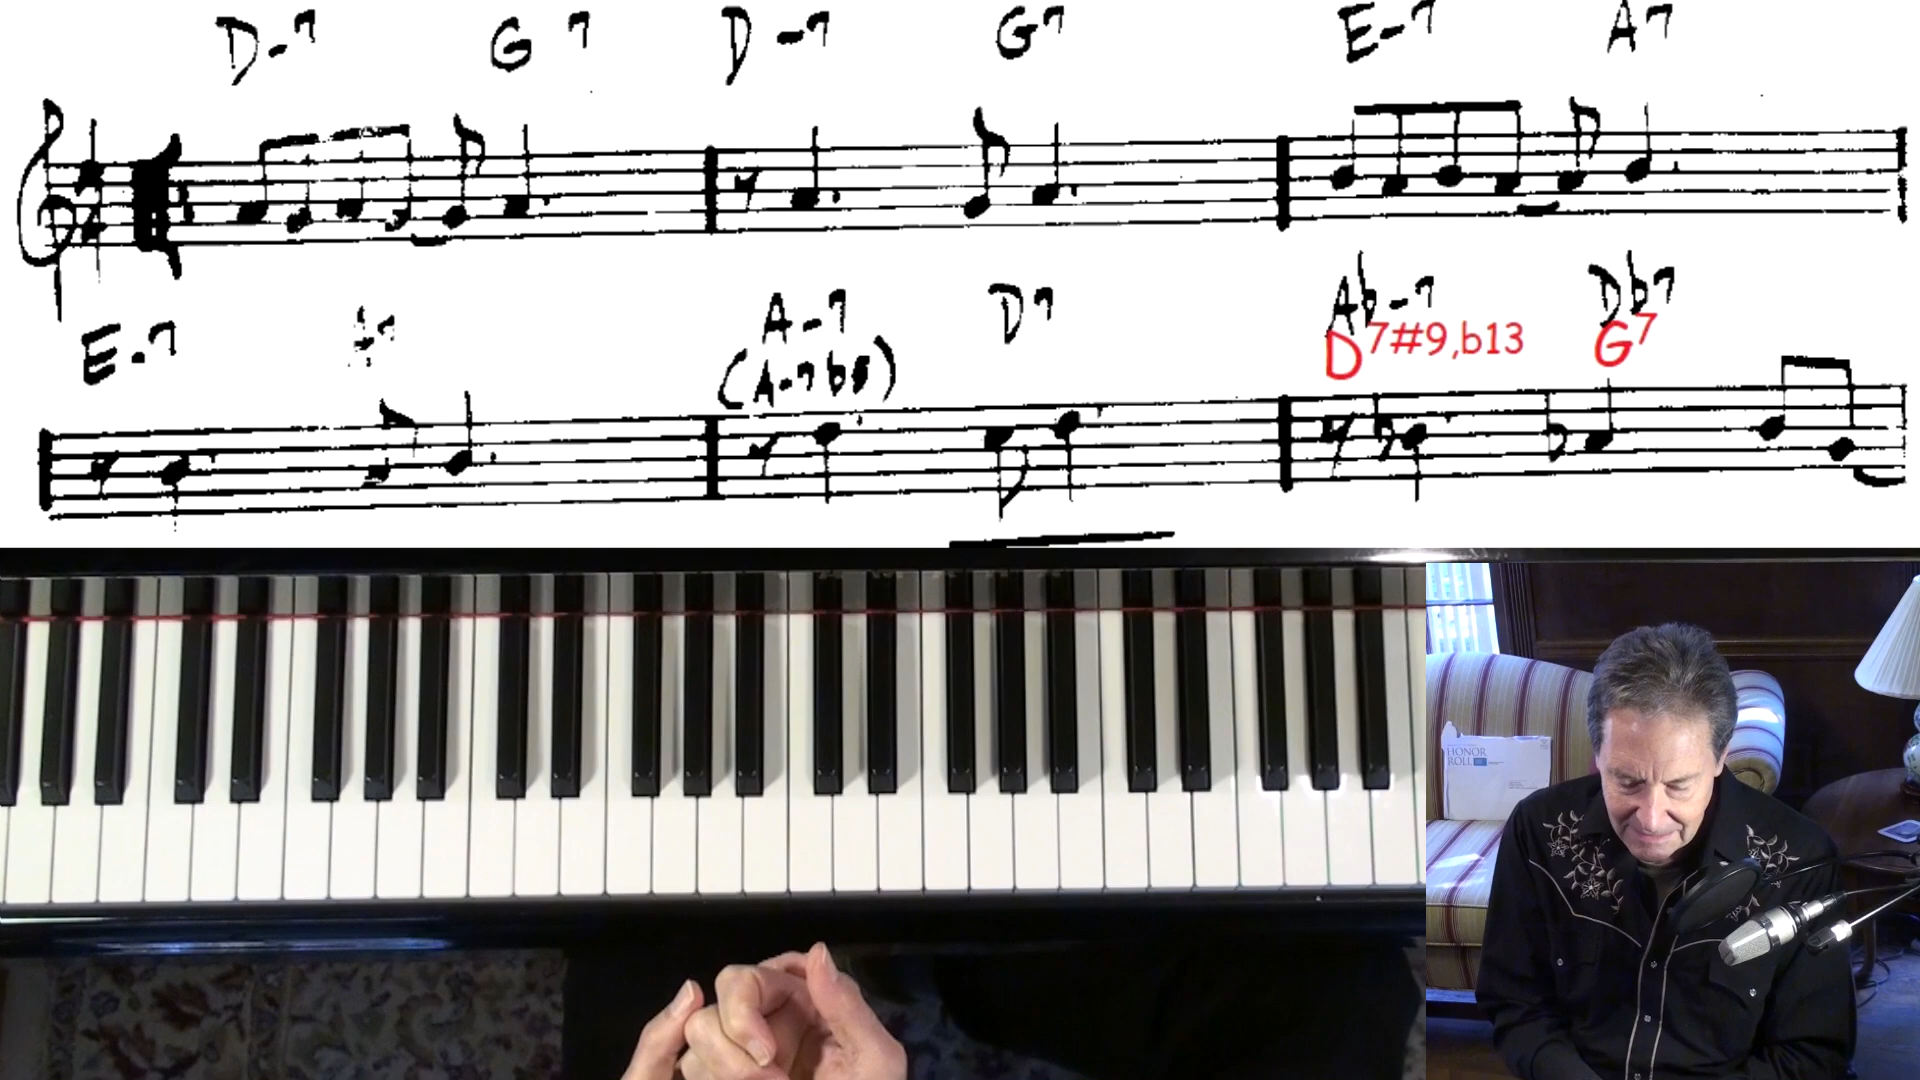 D-7 G7 D-7 G7 E-7 A7
E-7 A7 A-7 D7 Ab-7 Db7
(A-7b5) D7#9,b13 G7
HONOR
ROLL